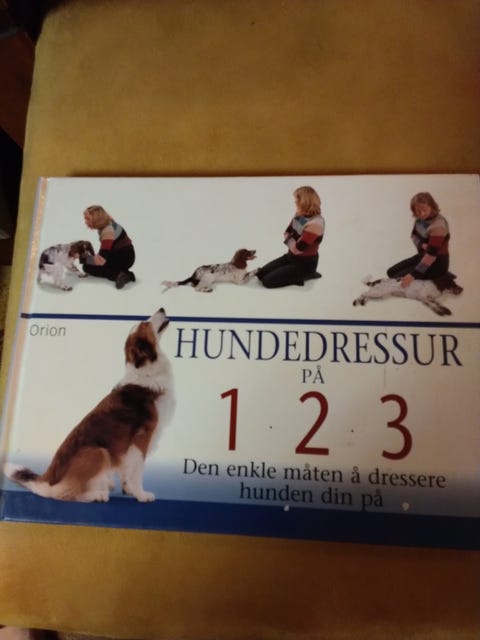 Orion
HUNDEDRESSUR
PÅ
1 2 3
Den enkle måten å dressere
hunden din på